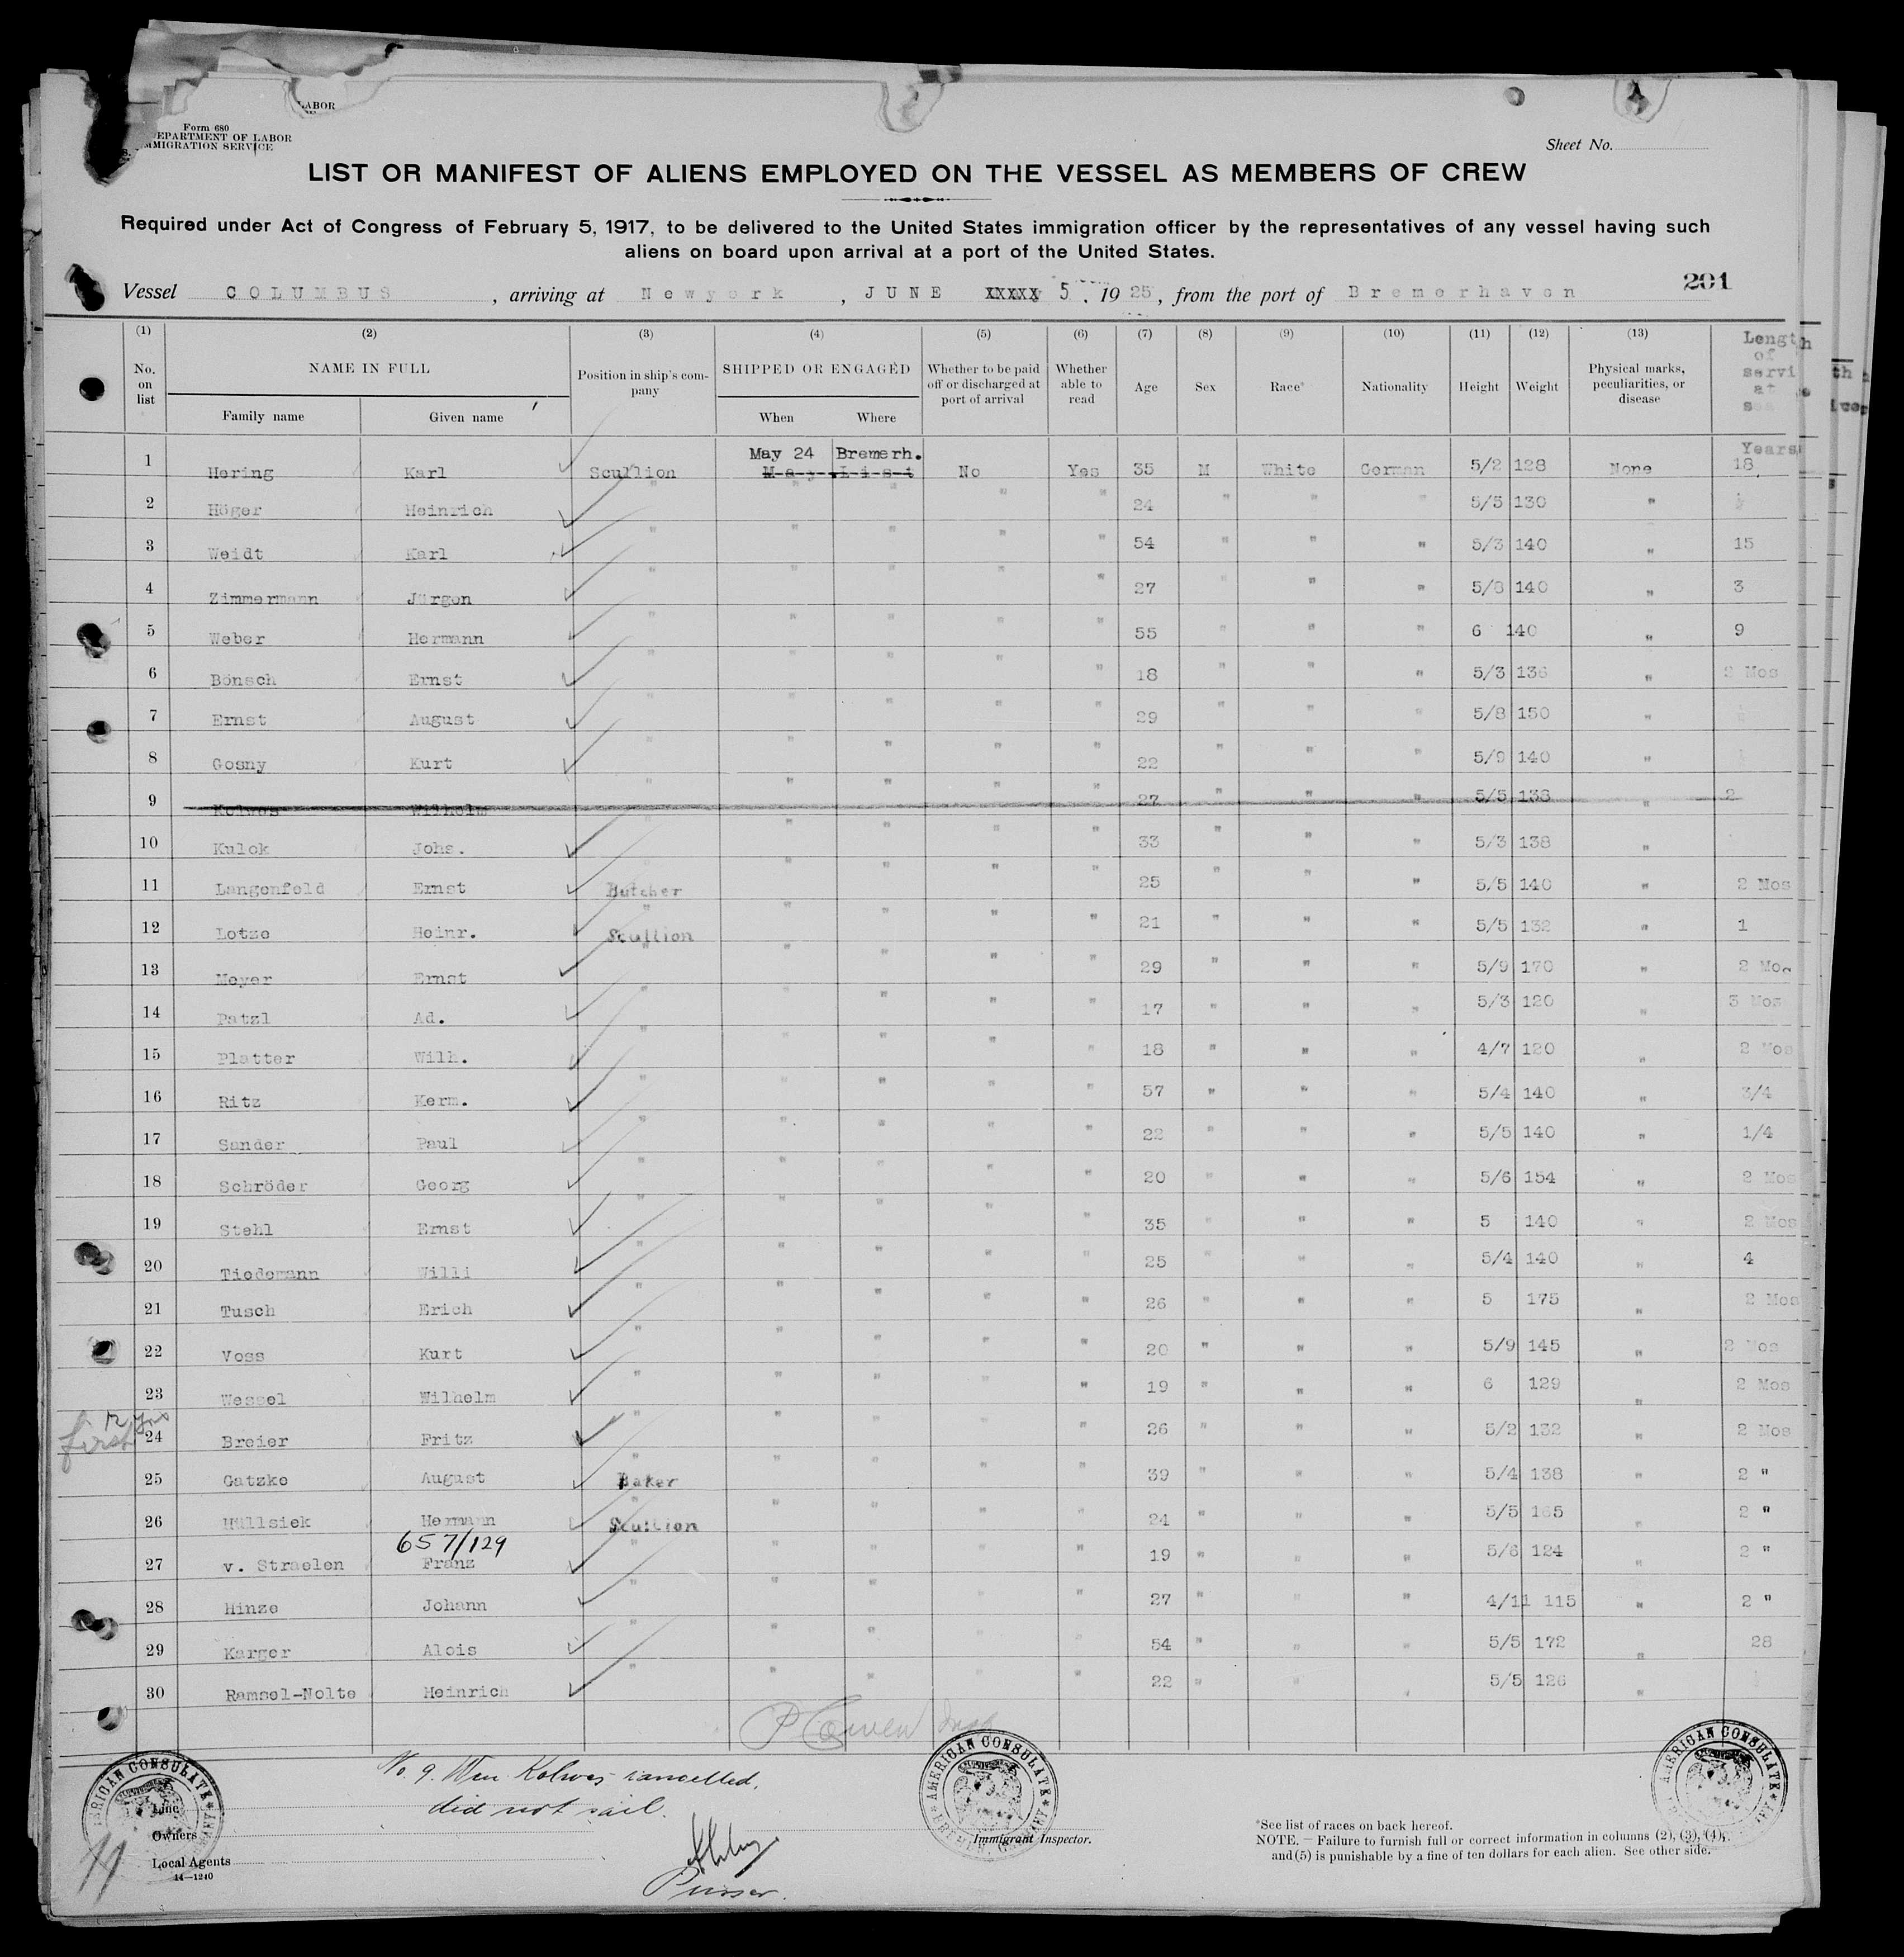 LABOR
Form 680
DEPARTMENT OF LABOR
IMMIGRATION SERVICE
Sheet No.
LIST OR MANIFEST OF ALIENS EMPLOYED ON THE VESSEL AS MEMBERS OF CREW
Required under Act of Congress of February 5, 1917, to be delivered to the United States immigration officer by the representatives of any vessel having such
aliens on board upon arrival at a port of the United States.
201
Vessel COLUMBUS, arriving at Newyork, JUNE XXXXX 5. 1925, from the port of Bremerhaven
(1) (2) (3) (4) (5) (6) (7) (8) (9) (10) (11) (12) (13)
No. on list NAME IN FULL Family name Given name Position in ship's company SHIPPED OR ENGAGED When Where Whether to be paid off or discharged at port of arrival Whether able to read Age Sex Race* Nationality Height Weight Physical marks, peculiarities, or disease Length of servi at sea
Years
May 24 Bremerh.
1 Hering Karl Scullion May List No Yes 35 M White German 5/2 128 None 18
2 Höger Heinrich " " " " " 24 " " " 5/5 130 "
3 Weidt Karl " " " " " 54 " " " 5/3 140 " 15
4 Zimmermann Jürgen " " " " " 27 " " " 5/8 140 " 3
5 Weber Hermann " " " " " 55 " " " 6 140 " 9
6 Bönsch Ernst " " " " " 18 " " " 5/3 136 " 2 Mos
7 Ernst August " " " " " 29 " " " 5/8 150 "
8 Gosny Kurt " " " " " 22 " " " 5/9 140 "
9 Kolwes Wilhelm " " " " " 27 " " " 5/5 138 " 2
10 Kulok Johs. " " " " " 33 " " " 5/3 138 "
11 Langenfeld Ernst Butcher " " " " 25 " " " 5/5 140 " 2 Mos
12 Lotze Heinr. Scullion " " " " 21 " " " 5/5 132 " 1
13 Meyer Ernst " " " " " 29 " " " 5/9 170 " 2 Mos
14 Patzl Ad. " " " " " 17 " " " 5/3 120 " 3 Mos
15 Platter Wilh. " " " " " 18 " " " 4/7 120 " 2 Mos
16 Ritz Herm. " " " " " 57 " " " 5/4 140 " 3/4
17 Sander Paul " " " " " 22 " " " 5/5 140 " 1/4
18 Schröder Georg " " " " " 20 " " " 5/6 154 " 2 Mos
19 Stehl Ernst " " " " " 35 " " " 5 140 " 2 Mos
20 Tiedemann Willi " " " " " 25 " " " 5/4 140 " 4
21 Tusch Erich " " " " " 26 " " " 5 175 " 2 Mos
22 Voss Kurt " " " " " 20 " " " 5/9 145 " 2 Mos
23 Wessel Wilhelm " " " " " 19 " " " 6 129 " 2 Mos
first
24 Breier Fritz " " " " " 26 " " " 5/2 132 " 2 Mos
25 Gatzke August Baker " " " " 39 " " " 5/4 138 " 2 "
26 Hüllsiek Hermann Scullion " " " " 24 " " " 5/5 165 " 2 "
657/129
27 v. Straelen Franz " " " " " 19 " " " 5/6 124 " 2 "
28 Hinze Johann " " " " " 27 " " " 4/11 115 " 2 "
29 Karger Alois " " " " " 54 " " " 5/5 172 " 28
30 Ramsel-Nolte Heinrich " " " " " 22 " " " 5/5 126 "
P Cowen Insp
No. 9. Wm Kolwes cancelled,
did not sail.
Purser.
AMERICAN CONSULATE
AMERICAN CONSULATE
AMERICAN CONSULATE
Line
Owners
Local Agents
14—1240
Immigrant Inspector.
*See list of races on back hereof.
NOTE. — Failure to furnish full or correct information in columns (2), (3), (4),
and (5) is punishable by a fine of ten dollars for each alien. See other side.